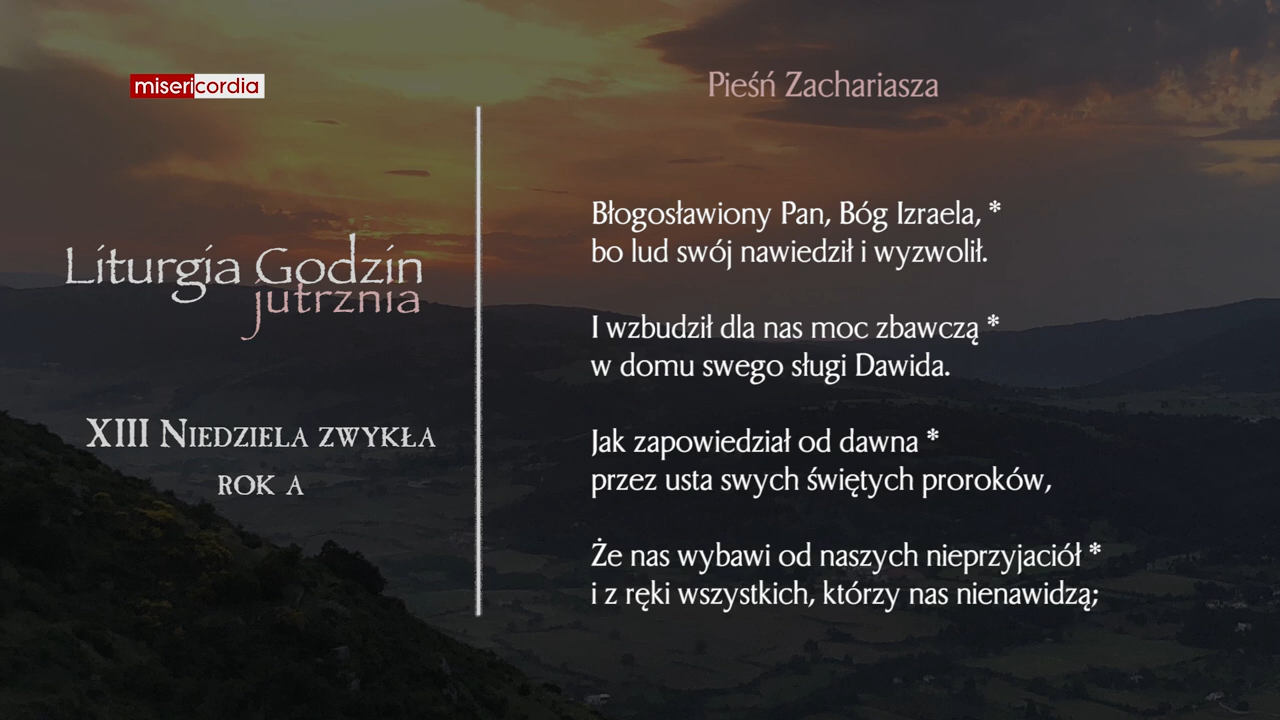 misericordia
Liturgia Godzin
jutrznia
XIII Niedziela zwykła
rok A
Pieśń Zachariasza
Błogosławiony Pan, Bóg Izraela, *
bo lud swój nawiedził i wyzwolił.
I wzbudził dla nas moc zbawczą *
w domu swego sługi Dawida.
Jak zapowiedział od dawna *
przez usta swych świętych proroków,
Że nas wybawi od naszych nieprzyjaciół *
i z ręki wszystkich, którzy nas nienawidzą;